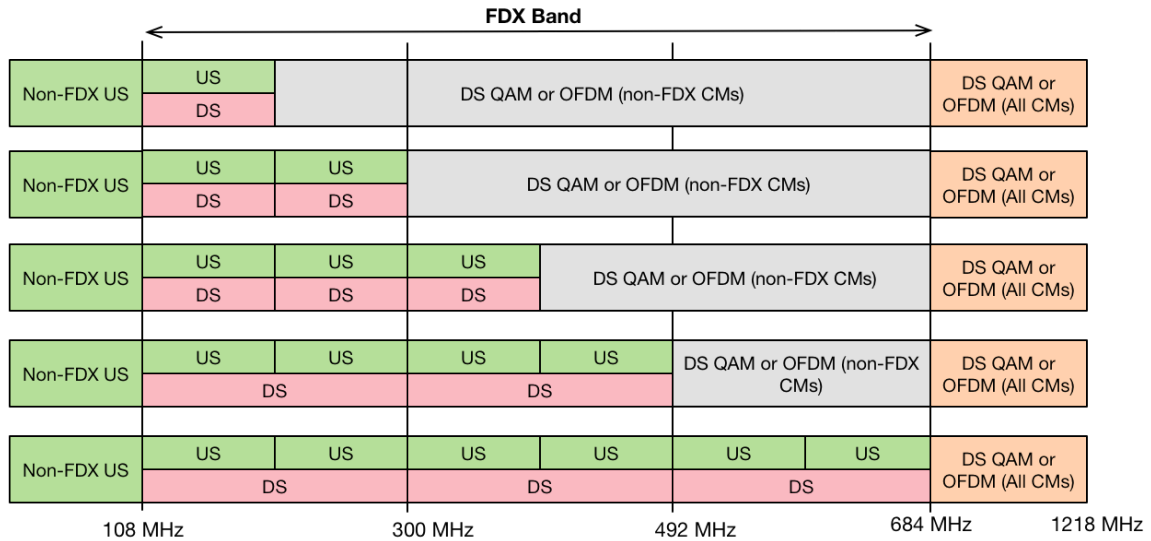 FDX Band
Non-FDX US
US
DS
DS QAM or OFDM (non-FDX CMs)
DS QAM or
OFDM (All CMs)
Non-FDX US
US
US
DS
DS
DS QAM or OFDM (non-FDX CMs)
DS QAM or
OFDM (All CMs)
Non-FDX US
US
US
US
DS
DS
DS
DS QAM or OFDM (non-FDX CMs)
DS QAM or
OFDM (All CMs)
Non-FDX US
US
US
US
US
DS
DS
DS QAM or OFDM (non-FDX
CMs)
DS QAM or
OFDM (All CMs)
Non-FDX US
US
US
US
US
US
US
DS
DS
DS
DS QAM or
OFDM (All CMs)
108 MHz
300 MHz
492 MHz
684 MHz
1218 MHz